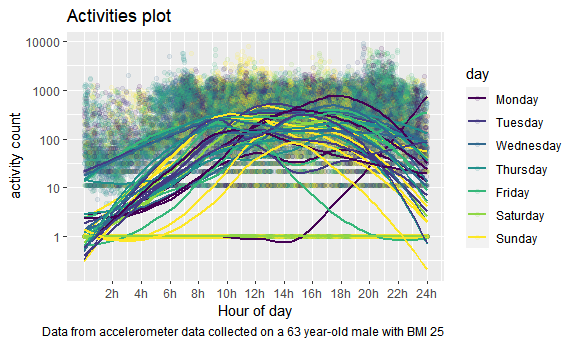 Activities plot
10000
1000
100
10
1
activity count
2h 4h 6h 8h 10h 12h 14h 16h 18h 20h 22h 24h
Hour of day
day
Monday
Tuesday
Wednesday
Thursday
Friday
Saturday
Sunday
Data from accelerometer data collected on a 63 year-old male with BMI 25